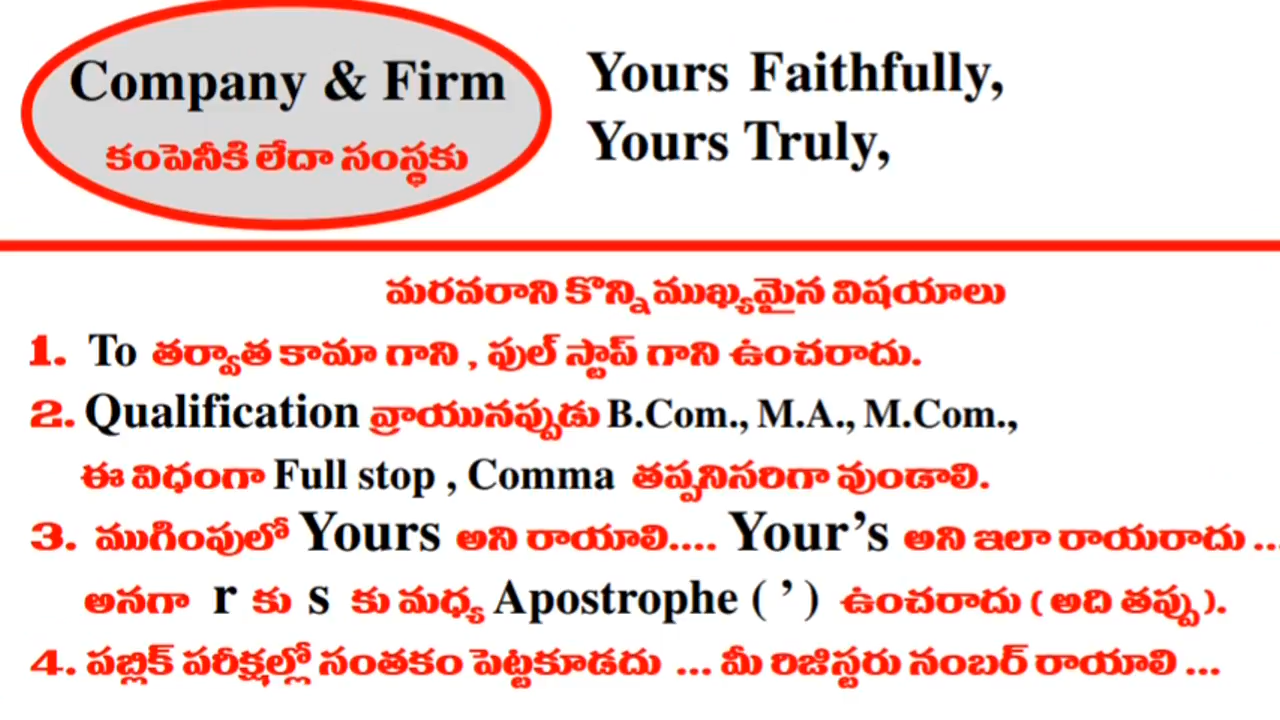 Company & Firm
కంపెనీకి లేదా సంస్థకు
Yours Faithfully,
Yours Truly,
మరవరాని కొన్ని ముఖ్యమైన విషయాలు
1. To తర్వాత కామా గాని , ఫుల్ స్టాప్ గాని ఉంచరాదు.
2. Qualification వ్రాయునప్పుడు B.Com., M.A., M.Com.,
ఈ విధంగా Full stop , Comma తప్పనిసరిగా వుండాలి.
3. ముగింపులో Yours అని రాయాలి.... Your’s అని ఇలా రాయరాదు ...
అనగా r కు s కు మధ్య Apostrophe ( ’ ) ఉంచరాదు ( అది తప్పు ).
4. పబ్లిక్ పరీక్షల్లో సంతకం పెట్టకూడదు ... మీ రిజిస్టరు నంబర్ రాయాలి ...